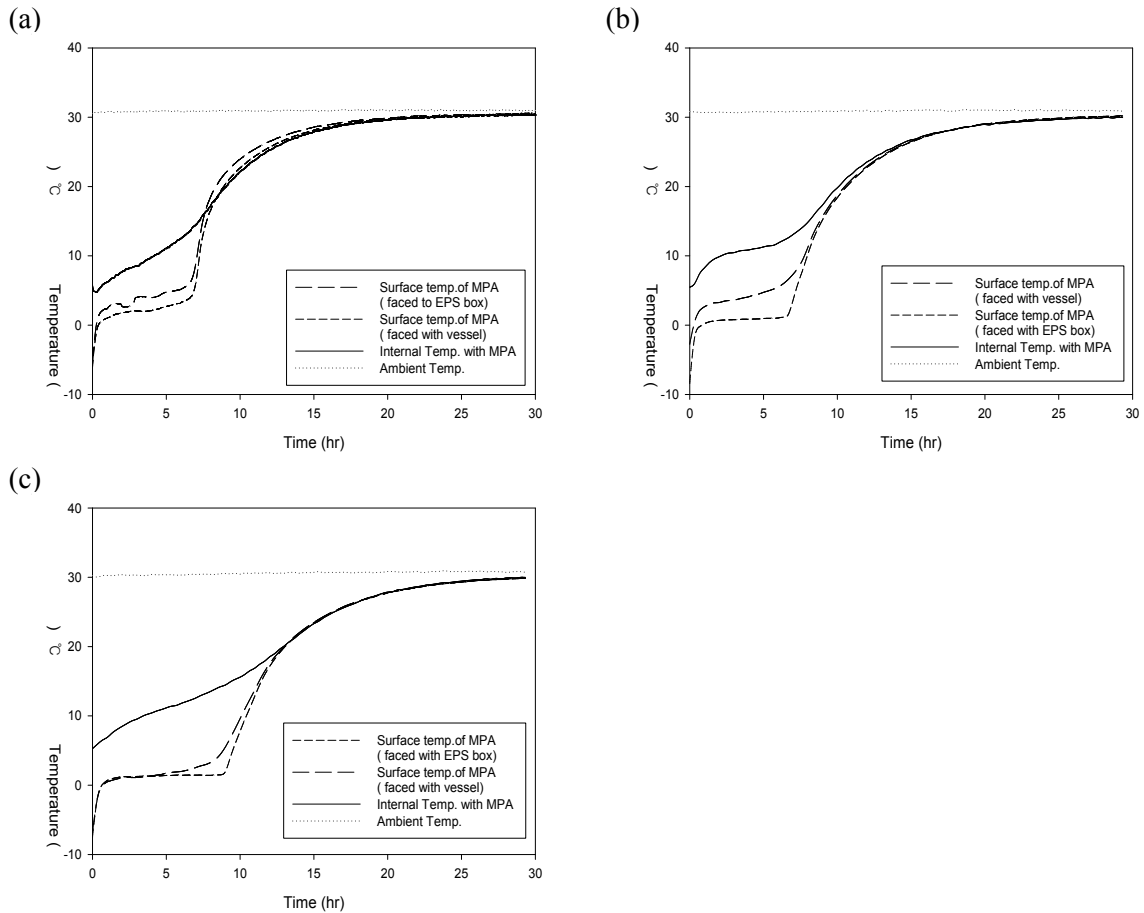 (a)
40
30
20
10
0
-10
Temperature ( ℃ )
0 5 10 15 20 25 30
Time (hr)
Surface temp.of MPA
( faced to EPS box)
Surface temp.of MPA
( faced with vessel)
Internal Temp. with MPA
Ambient Temp.
(b)
40
30
20
10
0
-10
Temperature ( ℃ )
0 5 10 15 20 25 30
Time (hr)
Surface temp.of MPA
(faced with vessel)
Surface temp.of MPA
(faced with EPS box)
Internal Temp. with MPA
Ambient Temp.
(c)
40
30
20
10
0
-10
Temperature ( ℃ )
0 5 10 15 20 25 30
Time (hr)
Surface temp.of MPA
( faced with EPS box)
Surface temp.of MPA
( faced with vessel)
Internal Temp. with MPA
Ambient Temp.